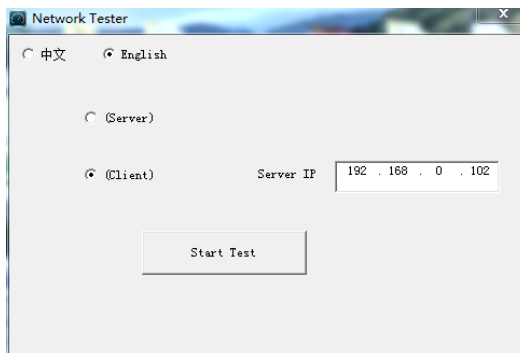 Network Tester
中文 English
(Server)
(Client) Server IP 192 . 168 . 0 . 102
Start Test